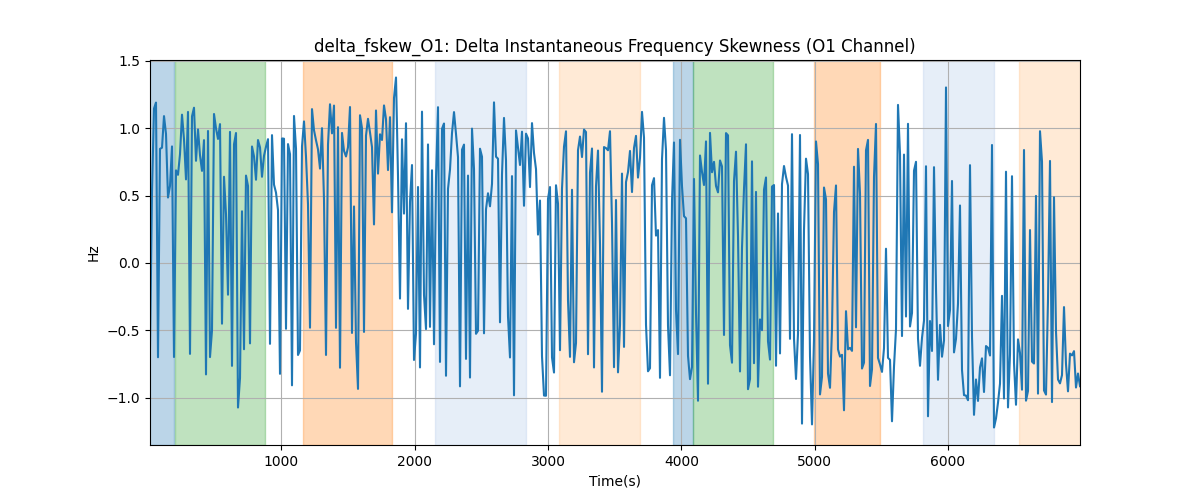 delta_fskew_O1: Delta Instantaneous Frequency Skewness (O1 Channel)
1.5
1.0
0.5
0.0
−0.5
−1.0
Hz
1000 2000 3000 4000 5000 6000
Time(s)